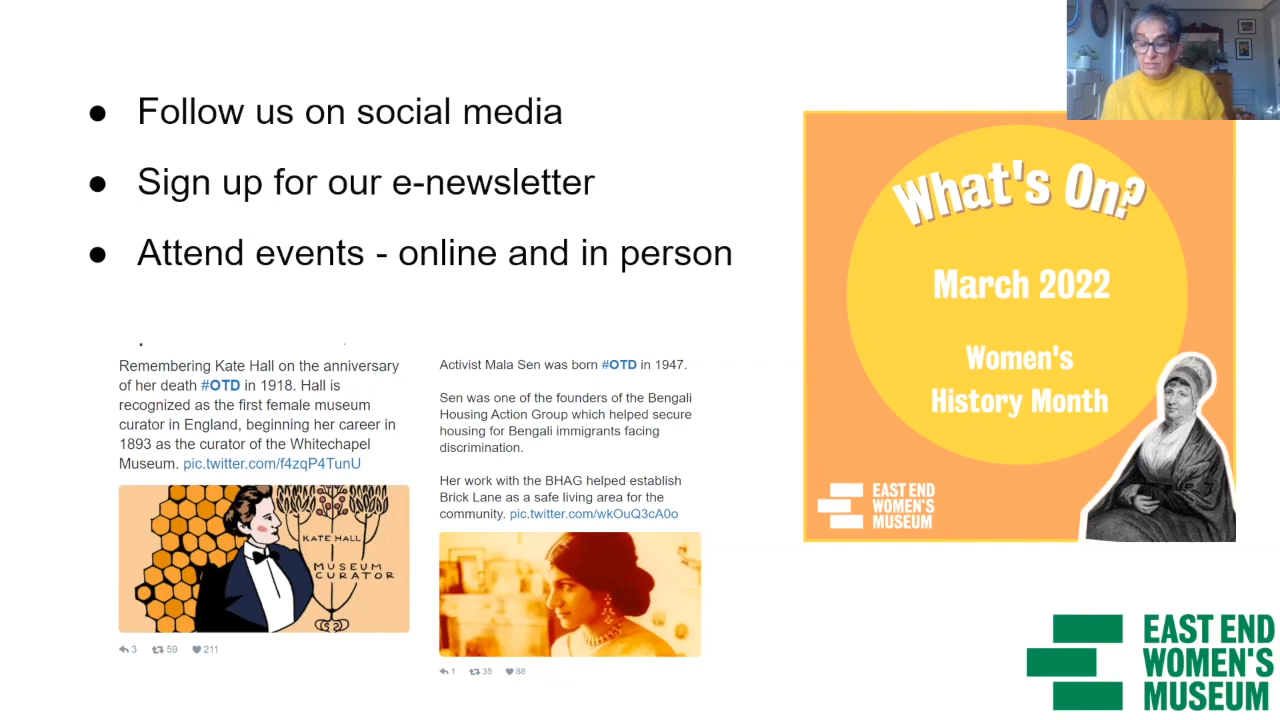 ● Follow us on social media
● Sign up for our e-newsletter
● Attend events - online and in person
Remembering Kate Hall on the anniversary
of her death #OTD in 1918. Hall is
recognized as the first female museum
curator in England, beginning her career in
1893 as the curator of the Whitechapel
Museum. pic.twitter.com/f4zqP4TunU
KATE HALL
MUSEUM
CURATOR
3 59 211
Activist Mala Sen was born #OTD in 1947.
Sen was one of the founders of the Bengali
Housing Action Group which helped secure
housing for Bengali immigrants facing
discrimination.
Her work with the BHAG helped establish
Brick Lane as a safe living area for the
community. pic.twitter.com/wkOuQ3cA0o
1 35 88
What's On?
March 2022
Women's
History Month
EAST END
WOMEN'S
MUSEUM
EAST END
WOMEN'S
MUSEUM